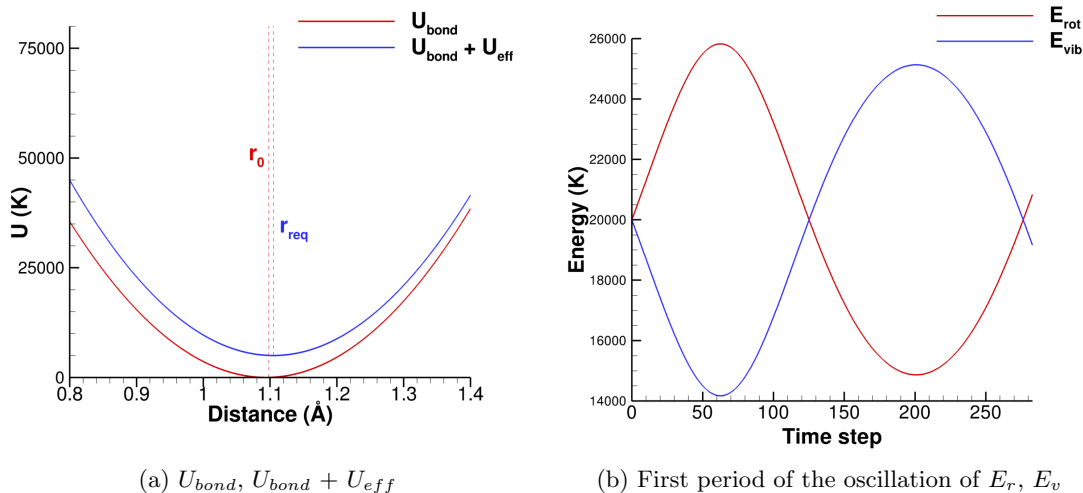 U_bond
U_bond + U_eff
75000
50000
25000
0
U (K)
r_0
r_req
0.8 0.9 1 1.1 1.2 1.3 1.4
Distance (Å)
(a) U_bond, U_bond + U_eff
E_rot
E_vib
26000
24000
22000
20000
18000
16000
14000
Energy (K)
0 50 100 150 200 250
Time step
(b) First period of the oscillation of E_r, E_v